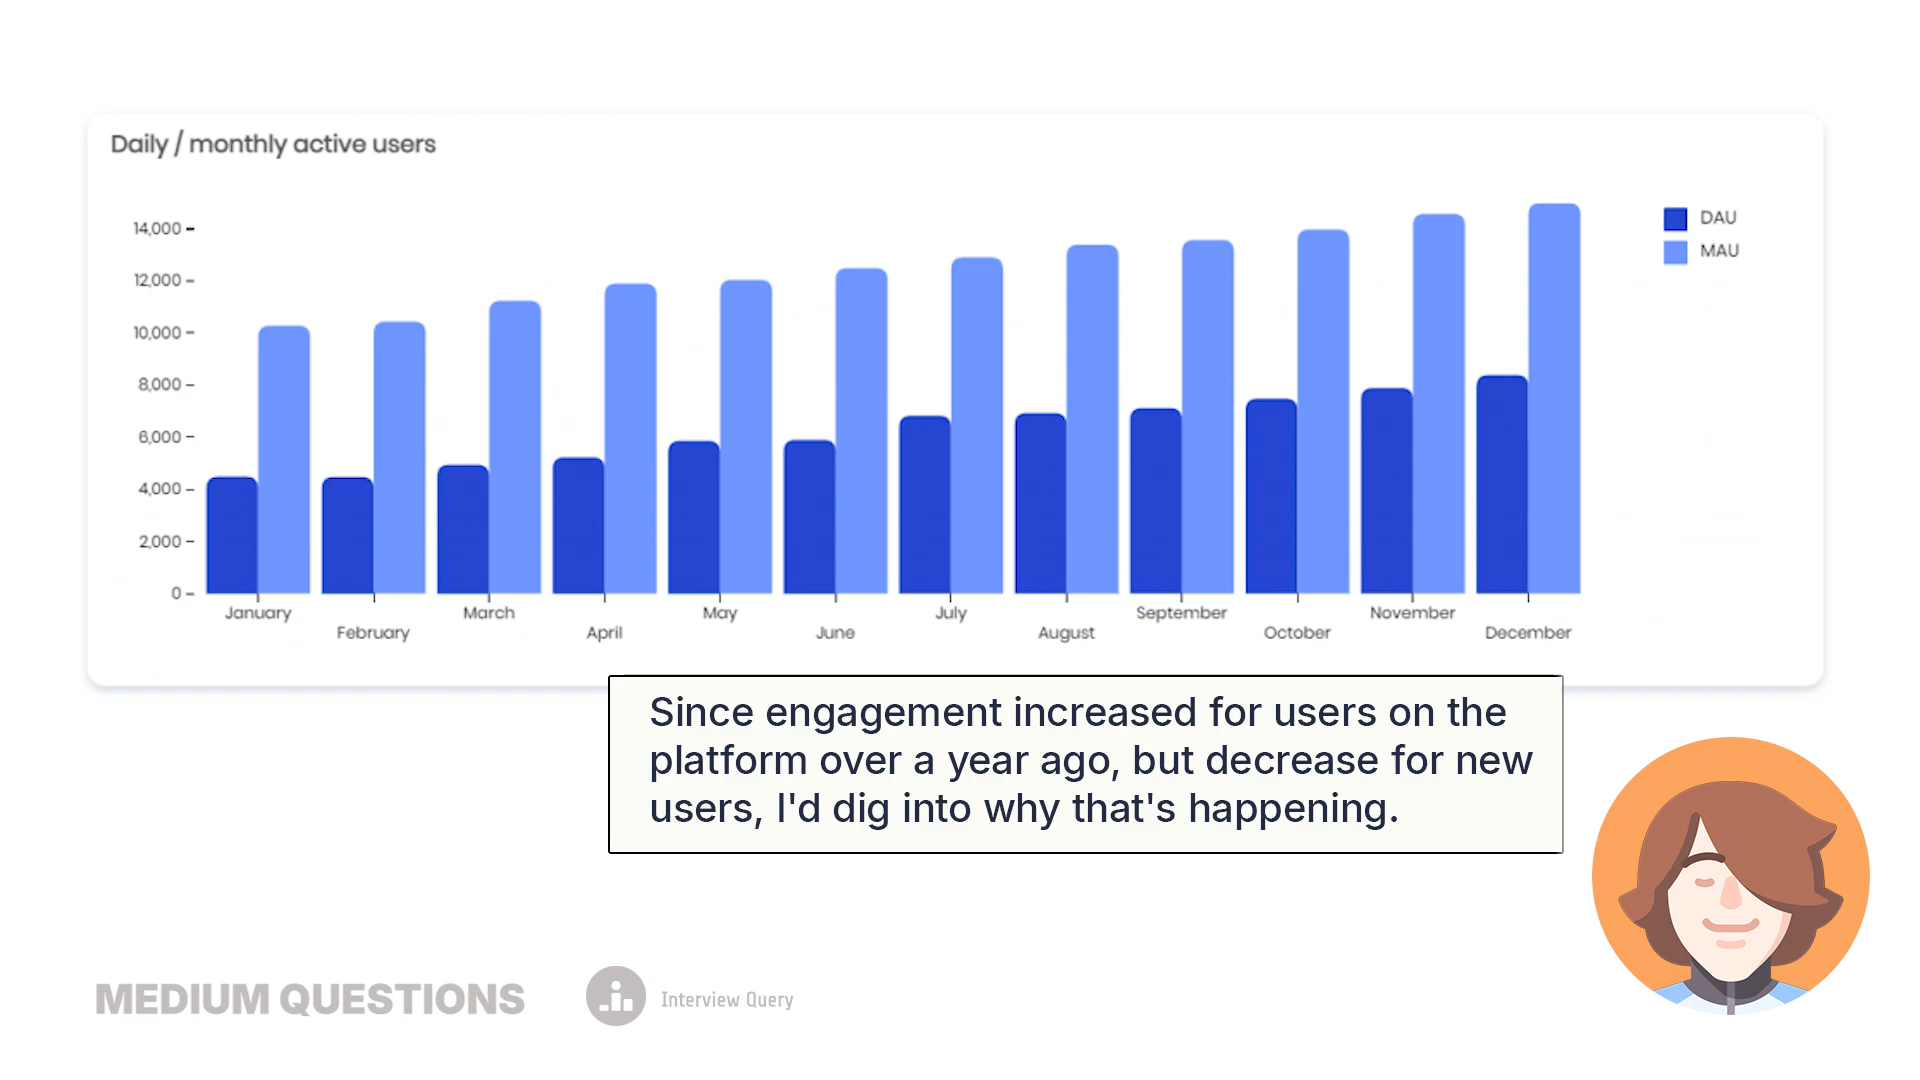 Daily / monthly active users
14,000
12,000
10,000
8,000
6,000
4,000
2,000
0
DAU
MAU
January
February
March
April
May
June
July
August
September
October
November
December
Since engagement increased for users on the
platform over a year ago, but decrease for new
users, I'd dig into why that's happening.
MEDIUM QUESTIONS
Interview Query